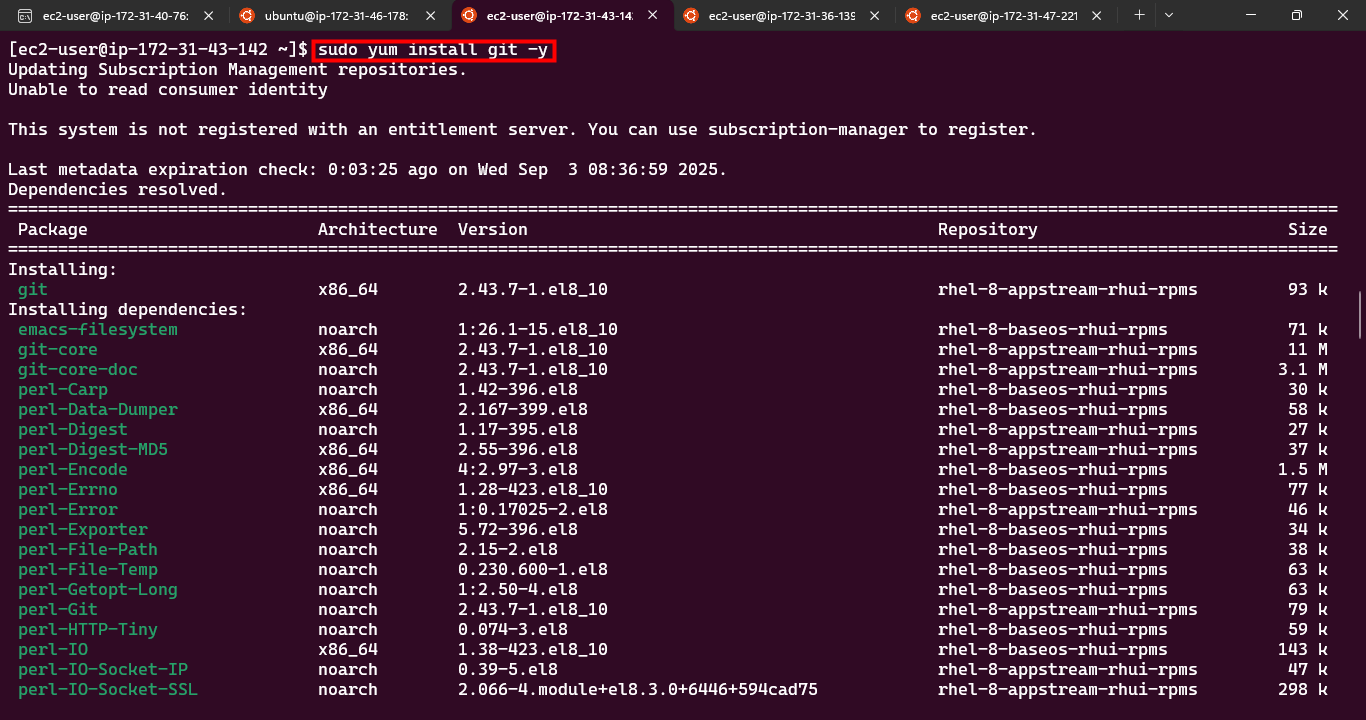 ec2-user@ip-172-31-40-76: ubuntu@ip-172-31-46-178: ec2-user@ip-172-31-43-142 ec2-user@ip-172-31-36-139 ec2-user@ip-172-31-47-221
[ec2-user@ip-172-31-43-142 ~]$ sudo yum install git -y
Updating Subscription Management repositories.
Unable to read consumer identity
This system is not registered with an entitlement server. You can use subscription-manager to register.
Last metadata expiration check: 0:03:25 ago on Wed Sep  3 08:36:59 2025.
Dependencies resolved.
================================================================================
Package Architecture Version Repository Size
================================================================================
Installing:
git x86_64 2.43.7-1.el8_10 rhel-8-appstream-rhui-rpms 93 k
Installing dependencies:
emacs-filesystem noarch 1:26.1-15.el8_10 rhel-8-baseos-rhui-rpms 71 k
git-core x86_64 2.43.7-1.el8_10 rhel-8-appstream-rhui-rpms 11 M
git-core-doc noarch 2.43.7-1.el8_10 rhel-8-appstream-rhui-rpms 3.1 M
perl-Carp noarch 1.42-396.el8 rhel-8-baseos-rhui-rpms 30 k
perl-Data-Dumper x86_64 2.167-399.el8 rhel-8-baseos-rhui-rpms 58 k
perl-Digest noarch 1.17-395.el8 rhel-8-appstream-rhui-rpms 27 k
perl-Digest-MD5 x86_64 2.55-396.el8 rhel-8-appstream-rhui-rpms 37 k
perl-Encode x86_64 4:2.97-3.el8 rhel-8-baseos-rhui-rpms 1.5 M
perl-Errno x86_64 1.28-423.el8_10 rhel-8-baseos-rhui-rpms 77 k
perl-Error noarch 1:0.17025-2.el8 rhel-8-appstream-rhui-rpms 46 k
perl-Exporter noarch 5.72-396.el8 rhel-8-baseos-rhui-rpms 34 k
perl-File-Path noarch 2.15-2.el8 rhel-8-baseos-rhui-rpms 38 k
perl-File-Temp noarch 0.230.600-1.el8 rhel-8-baseos-rhui-rpms 63 k
perl-Getopt-Long noarch 1:2.50-4.el8 rhel-8-baseos-rhui-rpms 63 k
perl-Git noarch 2.43.7-1.el8_10 rhel-8-appstream-rhui-rpms 79 k
perl-HTTP-Tiny noarch 0.074-3.el8 rhel-8-baseos-rhui-rpms 59 k
perl-IO x86_64 1.38-423.el8_10 rhel-8-baseos-rhui-rpms 143 k
perl-IO-Socket-IP noarch 0.39-5.el8 rhel-8-appstream-rhui-rpms 47 k
perl-IO-Socket-SSL noarch 2.066-4.module+el8.3.0+6446+594cad75 rhel-8-appstream-rhui-rpms 298 k